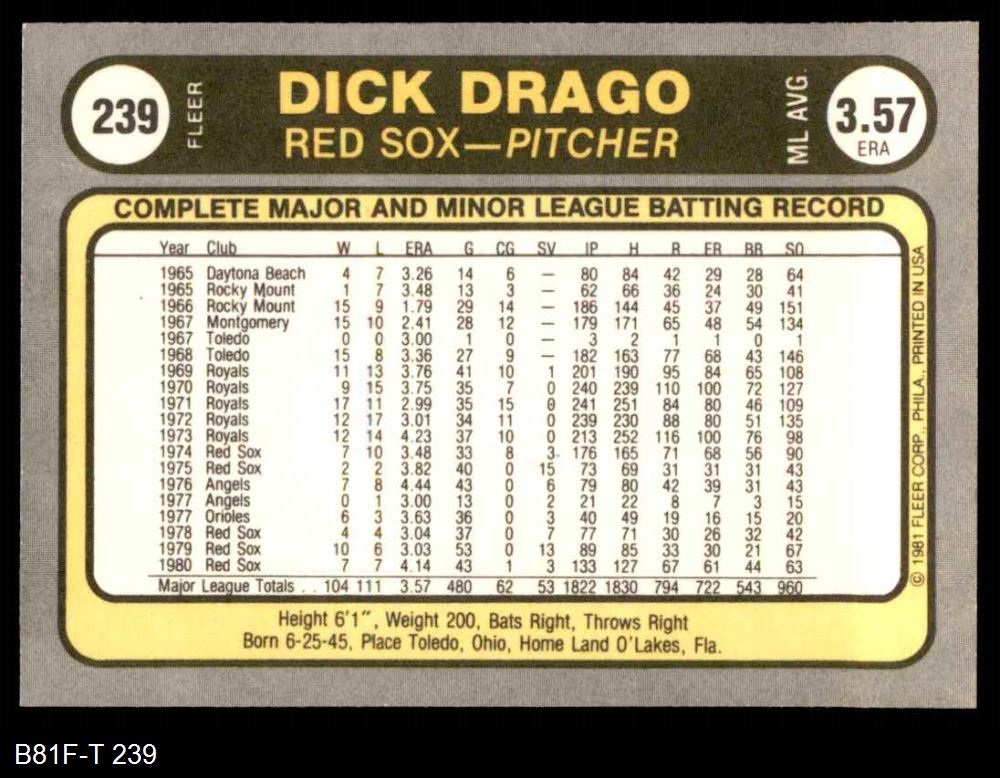 239
FLEER
DICK DRAGO
RED SOX—PITCHER
ML AVG.
3.57
ERA
COMPLETE MAJOR AND MINOR LEAGUE BATTING RECORD
Year Club W L ERA G CG SV IP H R ER BB SO
1965 Daytona Beach 4 7 3.26 14 6 — 80 84 42 29 28 64
1965 Rocky Mount 1 7 3.48 13 3 — 62 66 36 24 30 41
1966 Rocky Mount 15 9 1.79 29 14 — 186 144 45 37 49 151
1967 Montgomery 15 10 2.41 28 12 — 179 171 65 48 54 134
1967 Toledo 0 0 3.00 1 0 — 3 2 1 1 0 1
1968 Toledo 15 8 3.36 27 9 — 182 163 77 68 43 146
1969 Royals 11 13 3.76 41 10 1 201 190 95 84 65 108
1970 Royals 9 15 3.75 35 7 0 240 239 110 100 72 127
1971 Royals 17 11 2.99 35 15 0 241 251 84 80 46 109
1972 Royals 12 17 3.01 34 11 0 239 230 88 80 51 135
1973 Royals 12 14 4.23 37 10 0 213 252 116 100 76 98
1974 Red Sox 7 10 3.48 33 8 3 176 165 71 68 56 90
1975 Red Sox 2 2 3.82 40 0 15 73 69 31 31 31 43
1976 Angels 7 8 4.44 43 0 6 79 80 42 39 31 43
1977 Angels 0 1 3.00 13 0 2 21 22 8 7 3 15
1977 Orioles 6 3 3.63 36 0 3 40 49 19 16 15 20
1978 Red Sox 4 4 3.04 37 0 7 77 71 30 26 32 42
1979 Red Sox 10 6 3.03 53 0 13 89 85 33 30 21 67
1980 Red Sox 7 7 4.14 43 1 3 133 127 67 61 44 63
Major League Totals . . 104 111 3.57 480 62 53 1822 1830 794 722 543 960
Height 6'1", Weight 200, Bats Right, Throws Right
Born 6-25-45, Place Toledo, Ohio, Home Land O'Lakes, Fla.
© 1981 FLEER CORP., PHILA., PRINTED IN USA
B81F-T 239